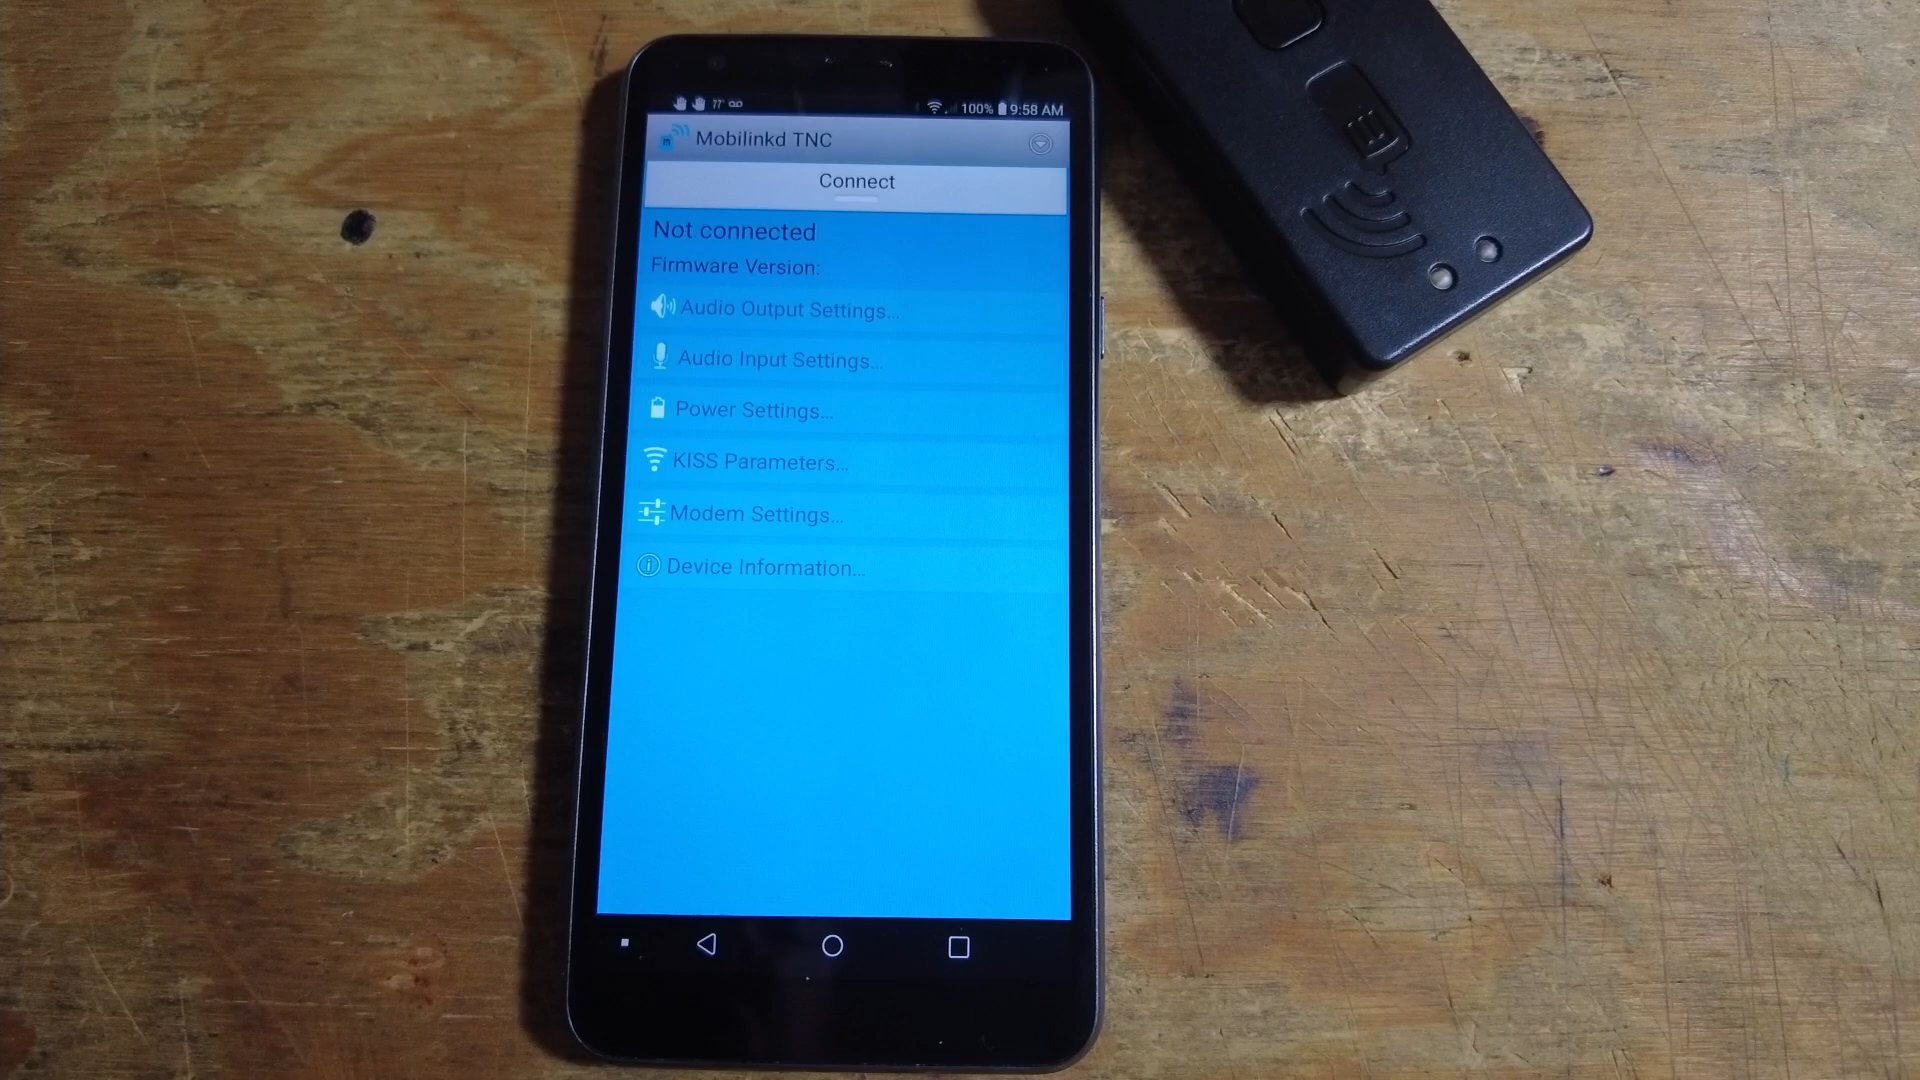 77° 100% 9:58 AM
Mobilinkd TNC
Connect
Not connected
Firmware Version:
Audio Output Settings...
Audio Input Settings...
Power Settings...
KISS Parameters...
Modem Settings...
Device Information...
m